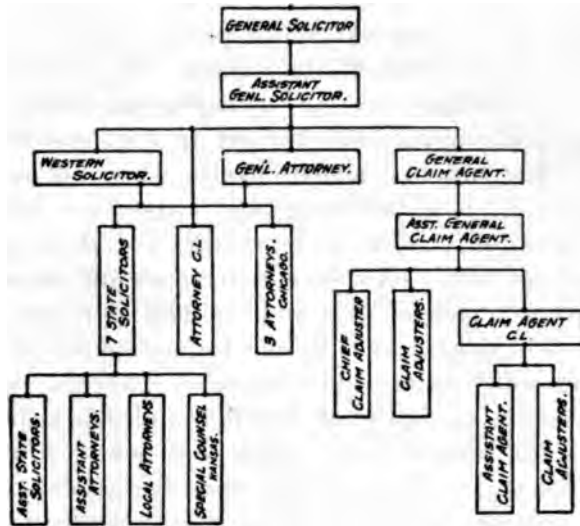 GENERAL SOLICITOR
ASSISTANT
GENL. SOLICITOR.
WESTERN
SOLICITOR.
GEN'L. ATTORNEY.
GENERAL
CLAIM AGENT.
ASST. GENERAL
CLAIM AGENT.
7 STATE
SOLICITORS
ATTORNEY C.L
3 ATTORNEYS.
CHICAGO.
CHIEF
CLAIM ADJUSTER
CLAIM
ADJUSTERS.
CLAIM AGENT
C.L.
ASST. STATE
SOLICITORS.
ASSISTANT
ATTORNEYS.
LOCAL ATTORNEYS
SPECIAL COUNSEL
KANSAS.
ASSISTANT
CLAIM AGENT.
CLAIM
ADJUSTERS.